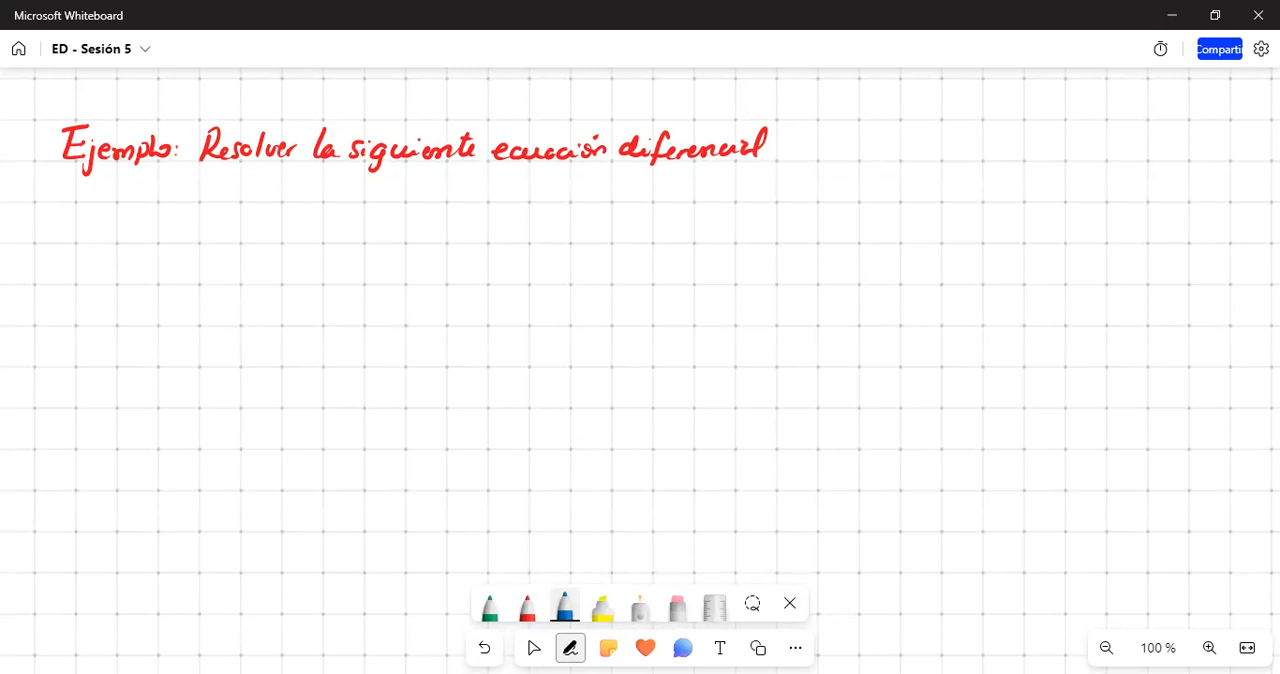 Microsoft Whiteboard
ED - Sesión 5
Comparti
Ejemplo: Resolver la siguiente ecuación diferencial
T
100 %